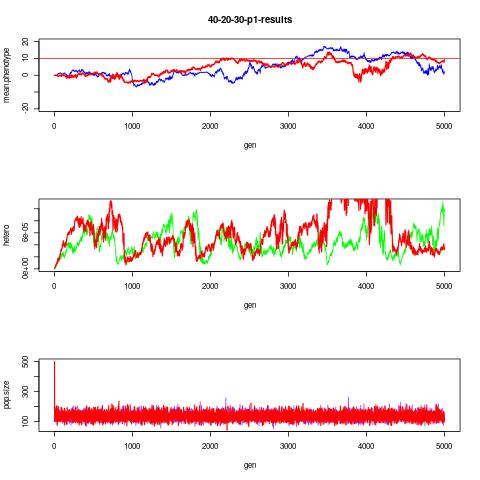 40-20-30-p1-results
mean.phenotype
20
10
0
-20
0 1000 2000 3000 4000 5000
gen
hetero
6e-05
0e+00
0 1000 2000 3000 4000 5000
gen
pop.size
500
300
100
0 1000 2000 3000 4000 5000
gen